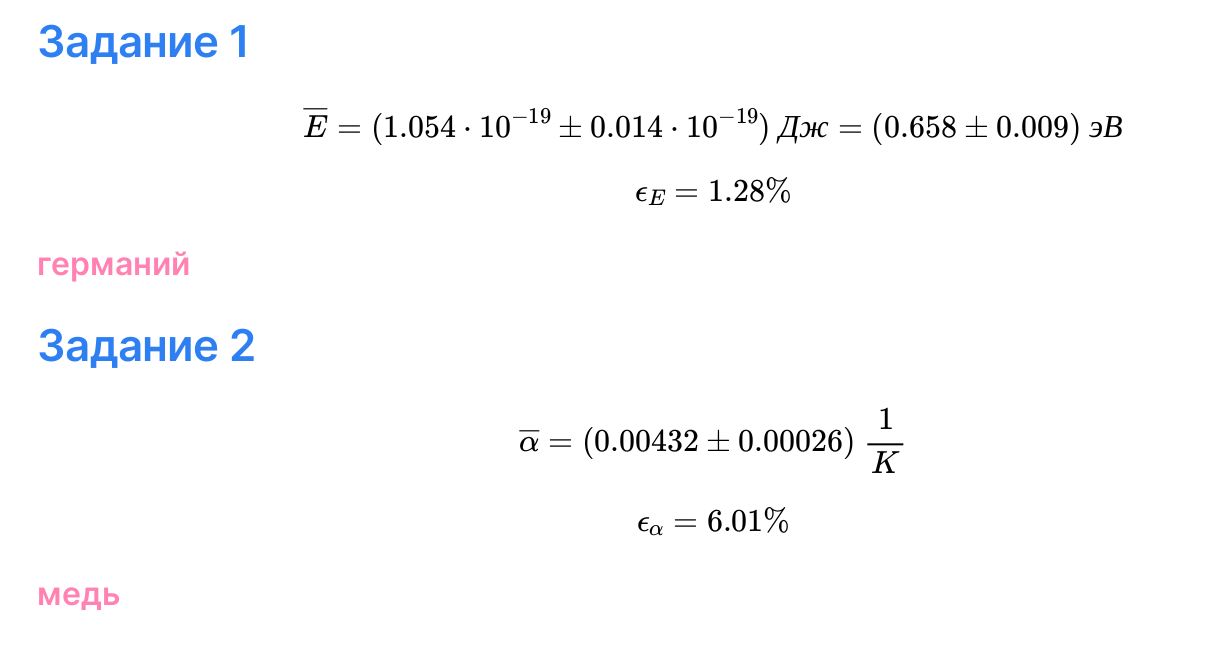 Задание 1
E̅ = (1.054 · 10⁻¹⁹ ± 0.014 · 10⁻¹⁹) Дж = (0.658 ± 0.009) эВ
ϵ_E = 1.28%
германий
Задание 2
α̅ = (0.00432 ± 0.00026) 1/K
ϵ_α = 6.01%
медь